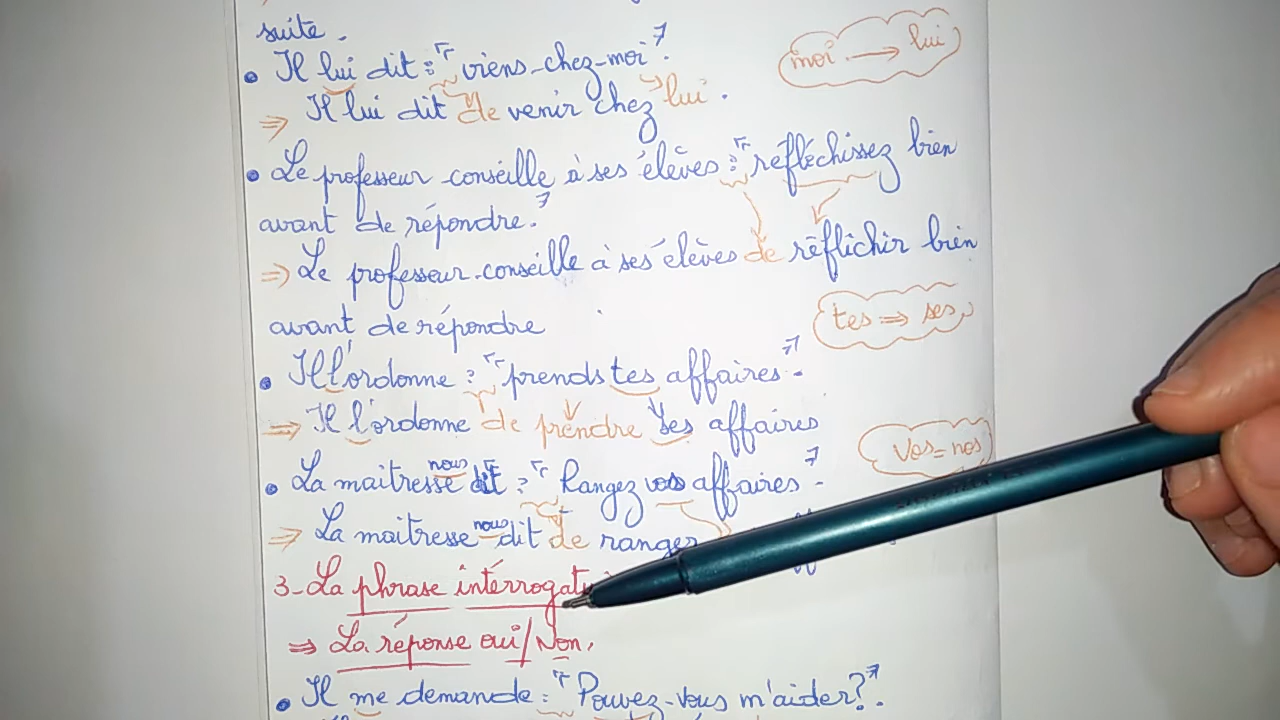 suite.
• Il lui dit : " viens-chez-moi".
moi → lui
⇒ Il lui dit de venir chez lui.
• Le professeur conseille à ses élèves : "réfléchissez bien
avant de répondre."
⇒ Le professeur conseille à ses élèves de réflichir bien
avant de répondre
tes ⇒ ses
• Il l'ordonne : "prends tes affaires".
⇒ Il l'ordonne de prendre ses affaires
vos = nos
• La maitresse nous dit : " Rangez vos affaires".
⇒ La maitresse nous dit de ranger
3- La phrase intérrogati
⇒ La réponse oui/Non,
• Il me demande : "Pouvez-vous m'aider?".